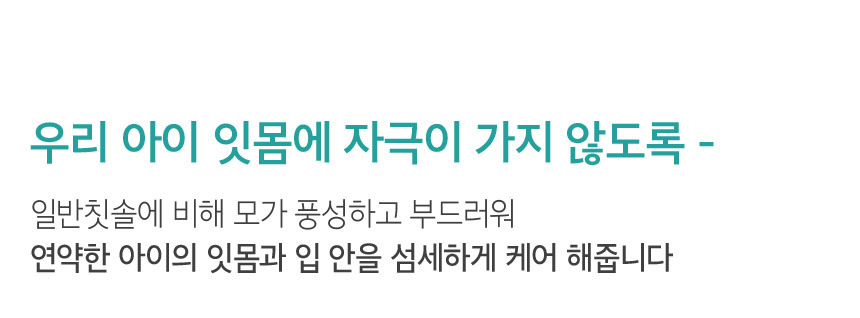 우리 아이 잇몸에 자극이 가지 않도록 -
일반칫솔에 비해 모가 풍성하고 부드러워
연약한 아이의 잇몸과 입 안을 섬세하게 케어 해줍니다